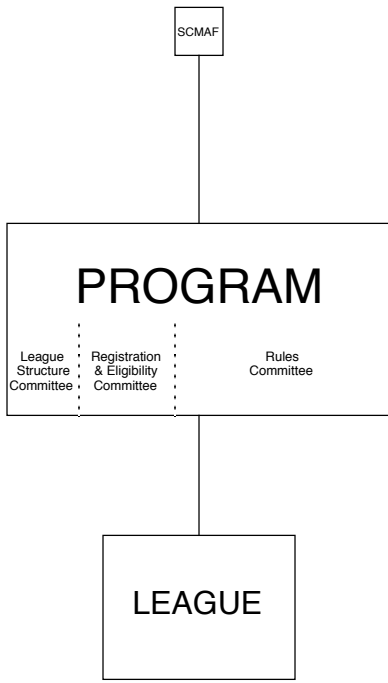 SCMAF
PROGRAM
League
Structure
Committee
Registration
& Eligibility
Committee
Rules
Committee
LEAGUE